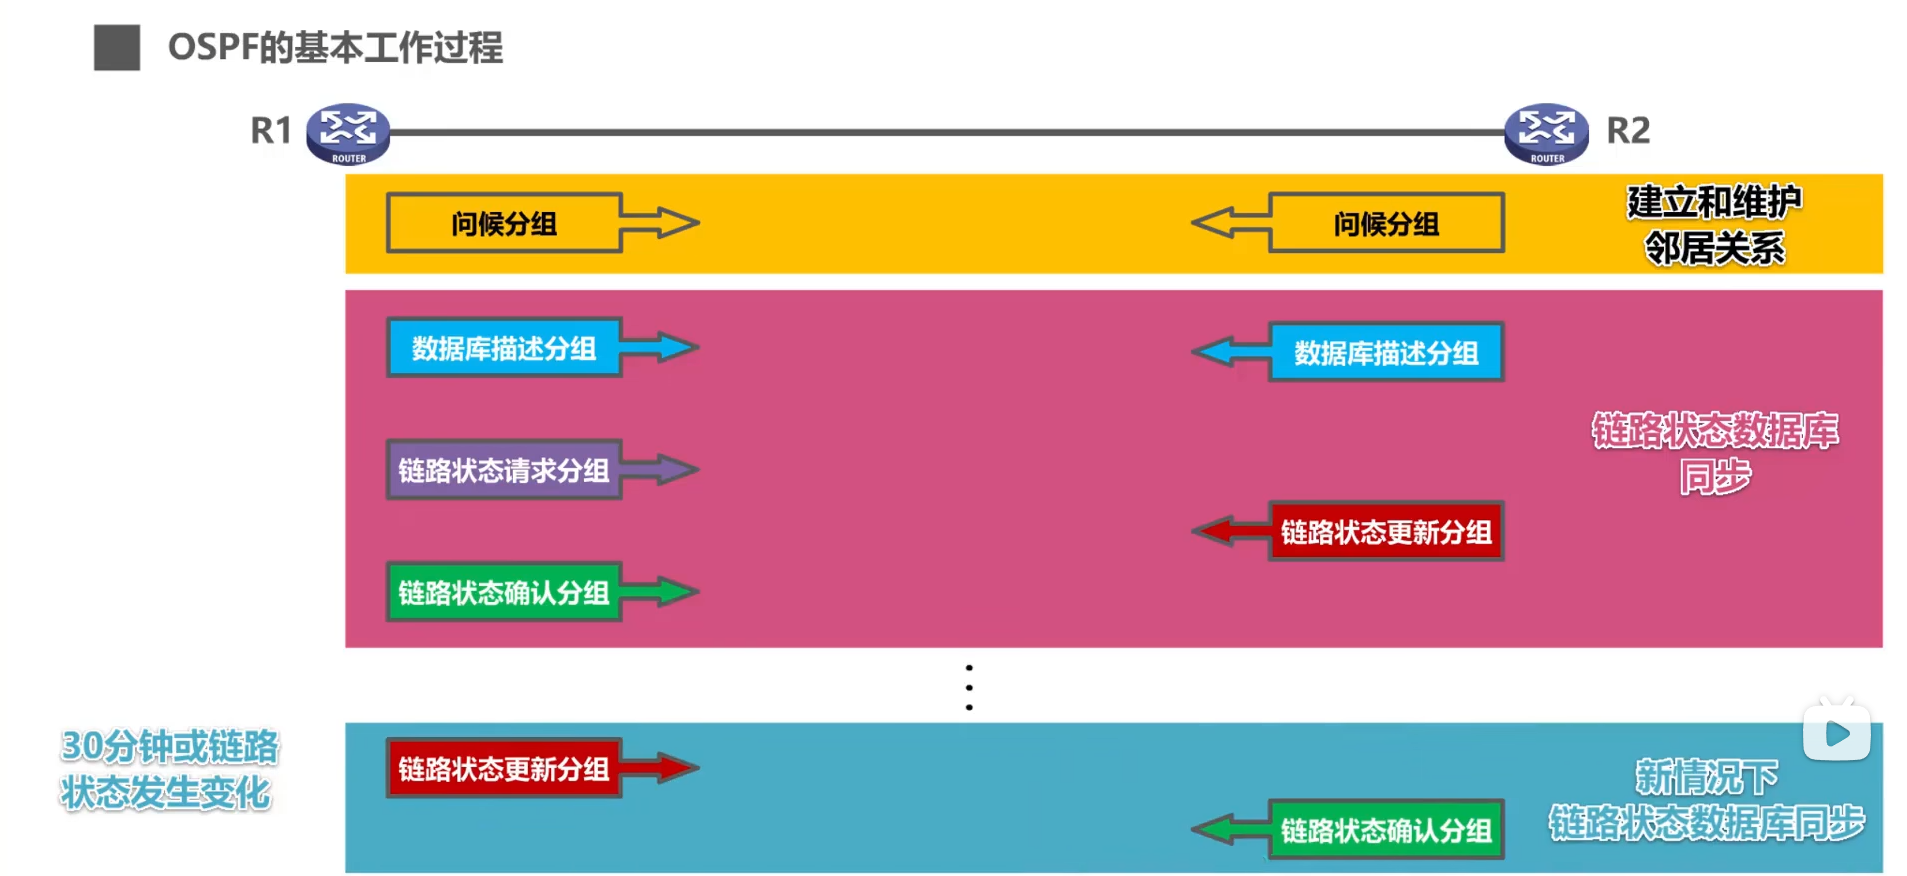 OSPF的基本工作过程
R1
ROUTER
ROUTER
R2
问候分组
问候分组
建立和维护
邻居关系
数据库描述分组
数据库描述分组
链路状态请求分组
链路状态数据库
同步
链路状态更新分组
链路状态确认分组
30分钟或链路
状态发生变化
链路状态更新分组
新情况下
链路状态数据库同步
链路状态确认分组